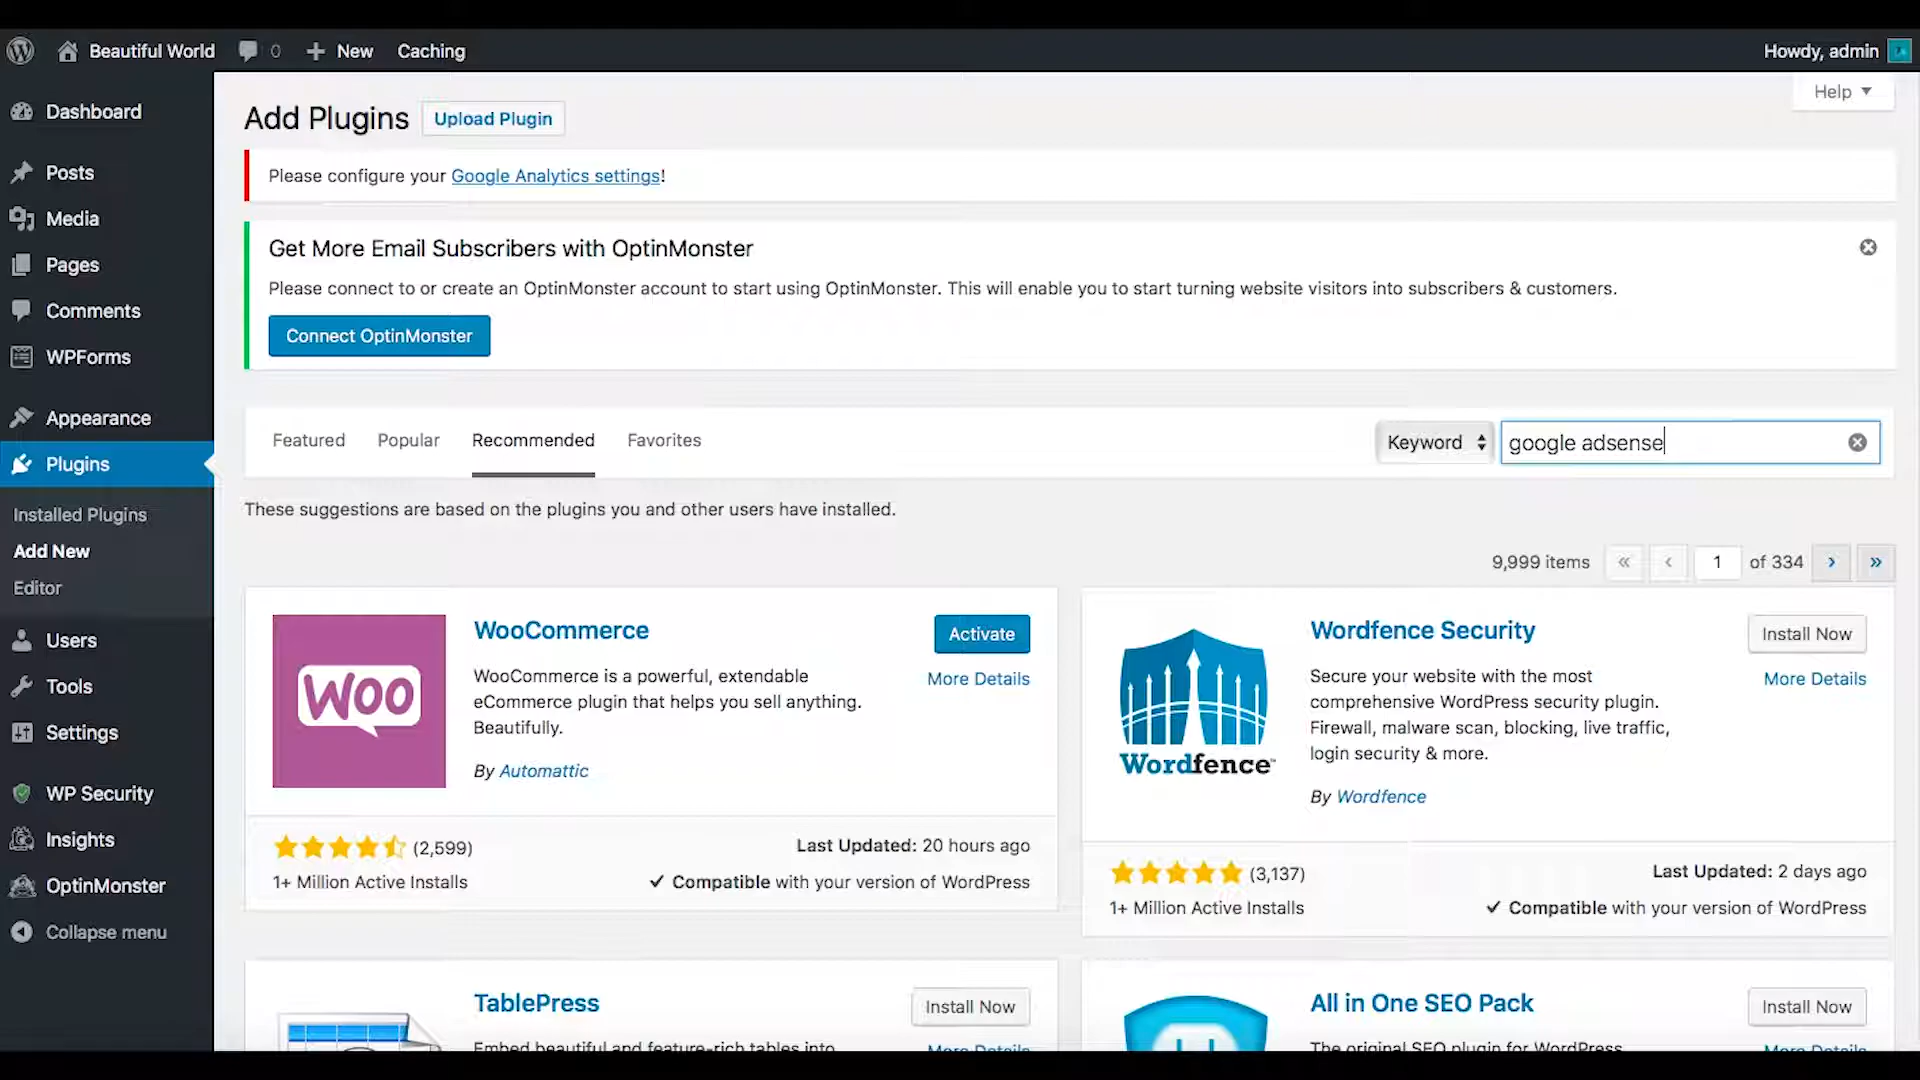 Beautiful World 0 New Caching Howdy, admin
Help
Dashboard
Posts
Media
Pages
Comments
WPForms
Appearance
Plugins
Installed Plugins
Add New
Editor
Users
Tools
Settings
WP Security
Insights
OptinMonster
Collapse menu
Add Plugins Upload Plugin
Please configure your Google Analytics settings!
Get More Email Subscribers with OptinMonster
Please connect to or create an OptinMonster account to start using OptinMonster. This will enable you to start turning website visitors into subscribers & customers.
Connect OptinMonster
Featured Popular Recommended Favorites Keyword google adsense
These suggestions are based on the plugins you and other users have installed.
9,999 items « ‹ 1 of 334 › »
WOO
WooCommerce
Activate
More Details
WooCommerce is a powerful, extendable
eCommerce plugin that helps you sell anything.
Beautifully.
By Automattic
(2,599)
1+ Million Active Installs
Last Updated: 20 hours ago
✓ Compatible with your version of WordPress
Wordfence™
Wordfence Security
Install Now
More Details
Secure your website with the most
comprehensive WordPress security plugin.
Firewall, malware scan, blocking, live traffic,
login security & more.
By Wordfence
(3,137)
1+ Million Active Installs
Last Updated: 2 days ago
✓ Compatible with your version of WordPress
TablePress
Install Now
More Details
Embed beautiful and feature-rich tables into
All in One SEO Pack
Install Now
More Details
The original SEO plugin for WordPress